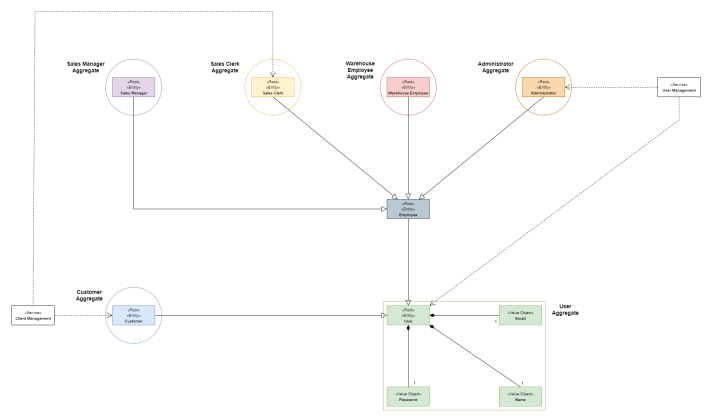 Sales Manager
Aggregate
Sales Clerk
Aggregate
Warehouse
Employee
Aggregate
Administrator
Aggregate
«Root»
«Entity»
Sales Manager
«Root»
«Entity»
Sales Clerk
«Root»
«Entity»
Warehouse Employee
«Root»
«Entity»
Administrator
«Service»
User Management
«Root»
«Entity»
Employee
Customer
Aggregate
User
Aggregate
«Service»
Client Management
«Root»
«Entity»
Customer
«Root»
«Entity»
User
«Value Object»
Email
1
1
1
«Value Object»
Password
«Value Object»
Name